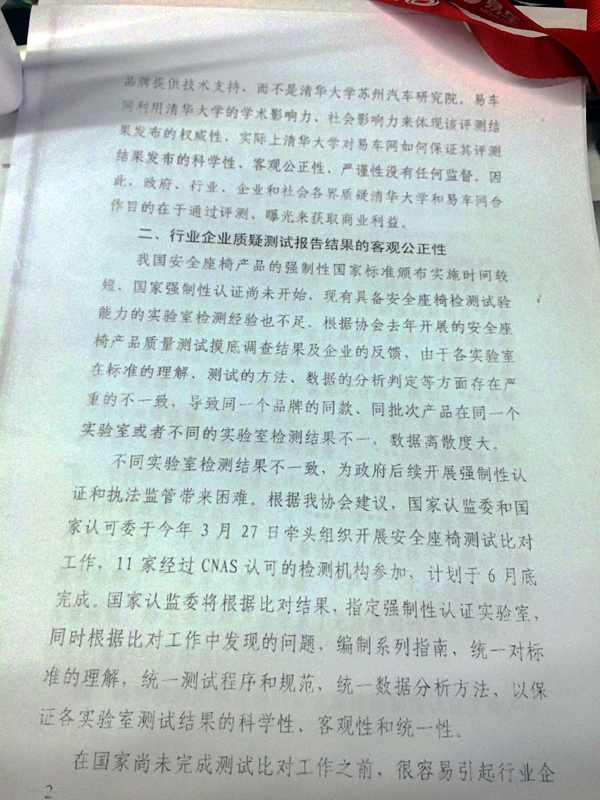 易车
品牌提供技术支持，而不是清华大学苏州汽车研究院。易车
网利用清华大学的学术影响力、社会影响力来体现该评测结
果发布的权威性，实际上清华大学对易车网如何保证其评测
结果发布的科学性、客观公正性、严谨性没有任何监督。因
此，政府、行业、企业和社会各界质疑清华大学和易车网合
作目的在于通过评测、曝光来获取商业利益。
二、行业企业质疑测试报告结果的客观公正性
我国安全座椅产品的强制性国家标准颁布实施时间较
短，国家强制性认证尚未开始，现有具备安全座椅检测试验
能力的实验室检测经验也不足。根据协会去年开展的安全座
椅产品质量测试摸底调查结果及企业的反馈，由于各实验室
在标准的理解、测试的方法、数据的分析判定等方面存在严
重的不一致，导致同一个品牌的同款、同批次产品在同一个
实验室或者不同的实验室检测结果不一，数据离散度大。
不同实验室检测结果不一致，为政府后续开展强制性认
证和执法监管带来困难。根据我协会建议，国家认监委和国
家认可委于今年 3 月 27 日牵头组织开展安全座椅测试比对
工作，11 家经过 CNAS 认可的检测机构参加，计划于 6 月底
完成。国家认监委将根据比对结果，指定强制性认证实验室，
同时根据比对工作中发现的问题，编制系列指南，统一对标
准的理解，统一测试程序和规范，统一数据分析方法，以保
证各实验室测试结果的科学性、客观性和统一性。
在国家尚未完成测试比对工作之前，很容易引起行业企
2